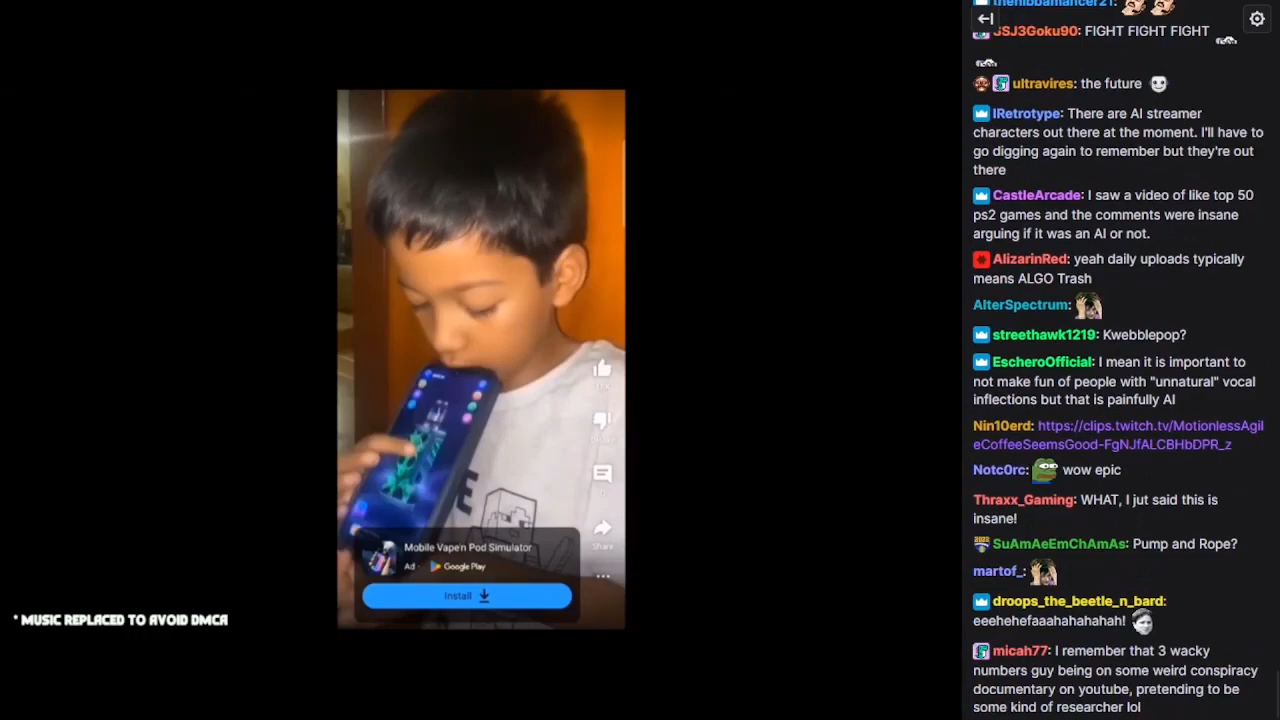 thenibbamancer21:
SSJ3Goku90: FIGHT FIGHT FIGHT
ultravires: the future
IRetrotype: There are AI streamer
characters out there at the moment. I'll have to
go digging again to remember but they're out
there
CastleArcade: I saw a video of like top 50
ps2 games and the comments were insane
arguing if it was an AI or not.
AlizarinRed: yeah daily uploads typically
means ALGO Trash
AlterSpectrum:
streethawk1219: Kwebblepop?
EscheroOfficial: I mean it is important to
not make fun of people with "unnatural" vocal
inflections but that is painfully AI
Nin10erd: https://clips.twitch.tv/MotionlessAgil
eCoffeeSeemsGood-FgNJfALCBHbDPR_z
Notc0rc: wow epic
Thraxx_Gaming: WHAT, I jut said this is
insane!
SuAmAeEmChAmAs: Pump and Rope?
martof_:
droops_the_beetle_n_bard:
eeehehefaaahahahahah!
micah77: I remember that 3 wacky
numbers guy being on some weird conspiracy
documentary on youtube, pretending to be
some kind of researcher lol
Share
Mobile Vape'n Pod Simulator
Ad · Google Play
Install
* MUSIC REPLACED TO AVOID DMCA